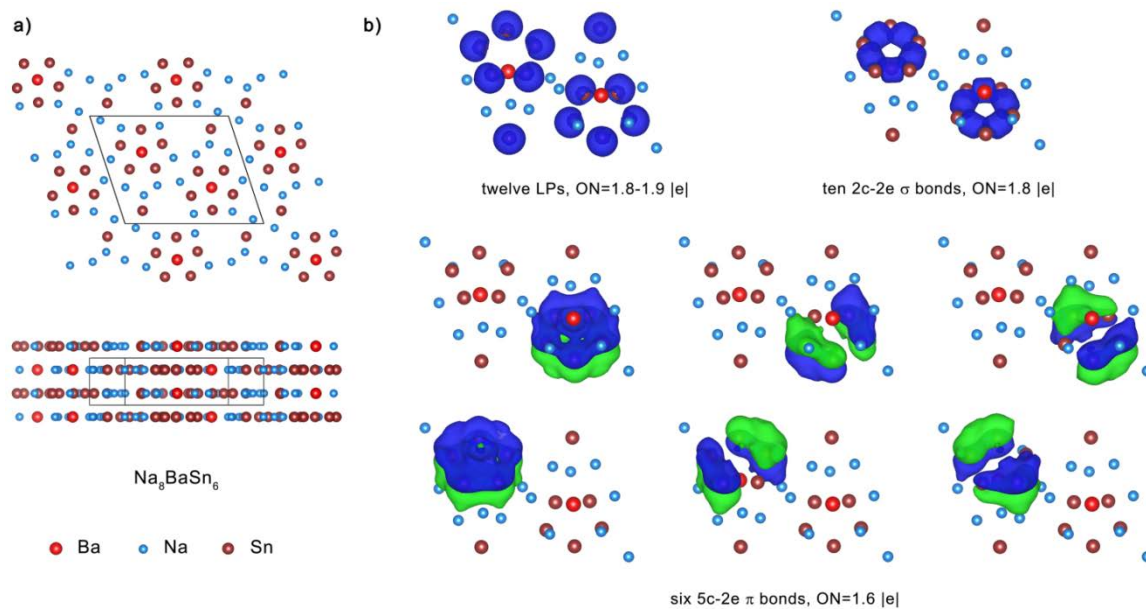 a)
b)
twelve LPs, ON=1.8-1.9 |e|
ten 2c-2e σ bonds, ON=1.8 |e|
Na₈BaSn₆
Ba
Na
Sn
six 5c-2e π bonds, ON=1.6 |e|